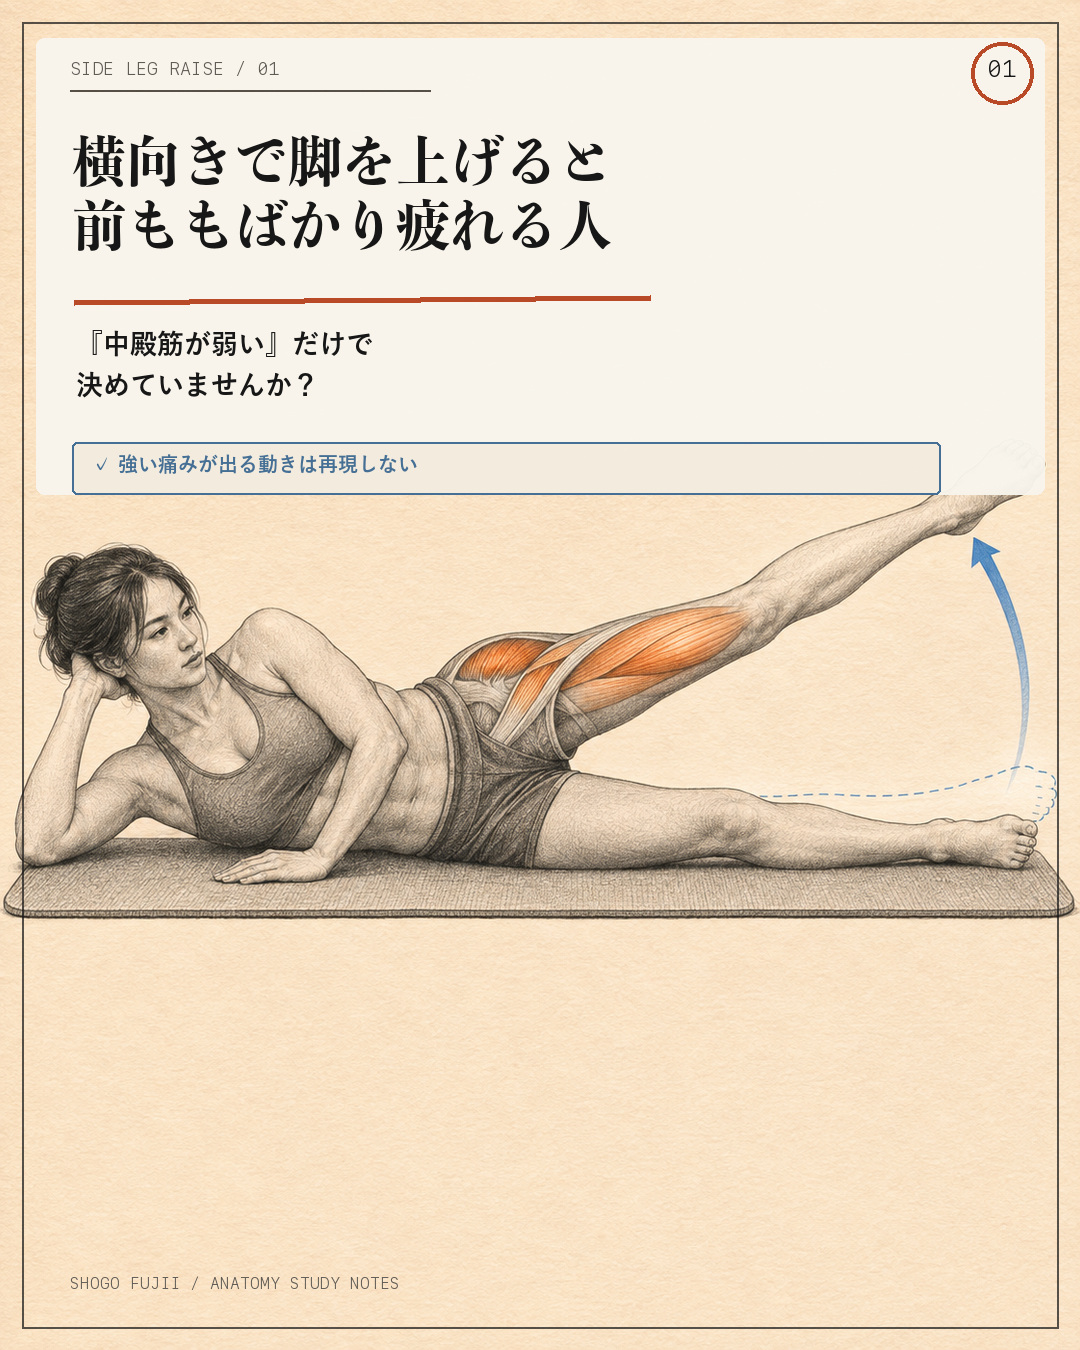 SIDE LEG RAISE / 01
01
横向きで脚を上げると
前ももばかり疲れる人
『中殿筋が弱い』だけで
決めていませんか？
✓ 強い痛みが出る動きは再現しない
SHOGO FUJII / ANATOMY STUDY NOTES